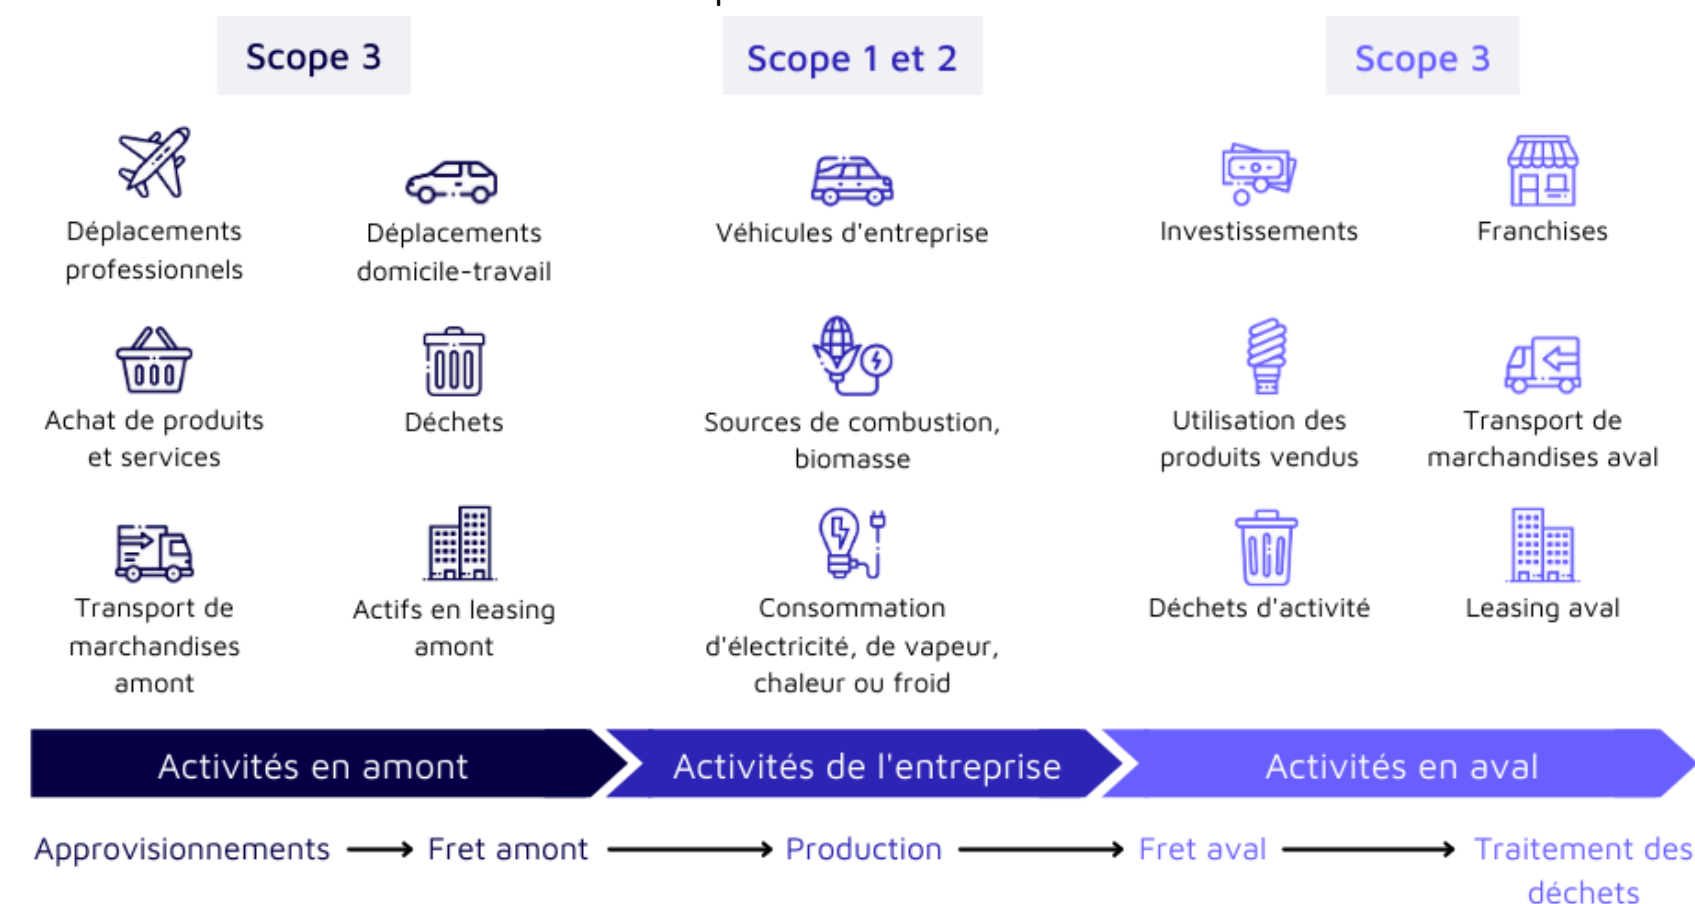 Scope 3
Scope 1 et 2
Scope 3
Déplacements
professionnels
Déplacements
domicile-travail
Véhicules d'entreprise
Investissements
Franchises
Achat de produits
et services
Déchets
Sources de combustion,
biomasse
Utilisation des
produits vendus
Transport de
marchandises aval
Transport de
marchandises
amont
Actifs en leasing
amont
Consommation
d'électricité, de vapeur,
chaleur ou froid
Déchets d'activité
Leasing aval
Activités en amont
Activités de l'entreprise
Activités en aval
Approvisionnements
Fret amont
Production
Fret aval
Traitement des
déchets